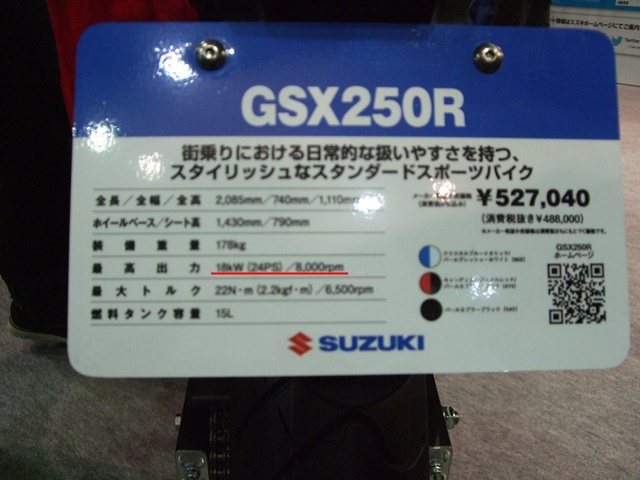 GSX250R
街乗りにおける日常的な扱いやすさを持つ、
スタイリッシュなスタンダードスポーツバイク
全長／全幅／全高 2,085mm／740mm／1,110mm
ホイールベース／シート高 1,430mm／790mm
装備重量 178kg
最高出力 18kW（24PS）／8,000rpm
最大トルク 22N・m（2.2kgf・m）／6,500rpm
燃料タンク容量 15L
¥527,040
（消費税抜き¥488,000）
GSX250R
ホームページ
SUZUKI